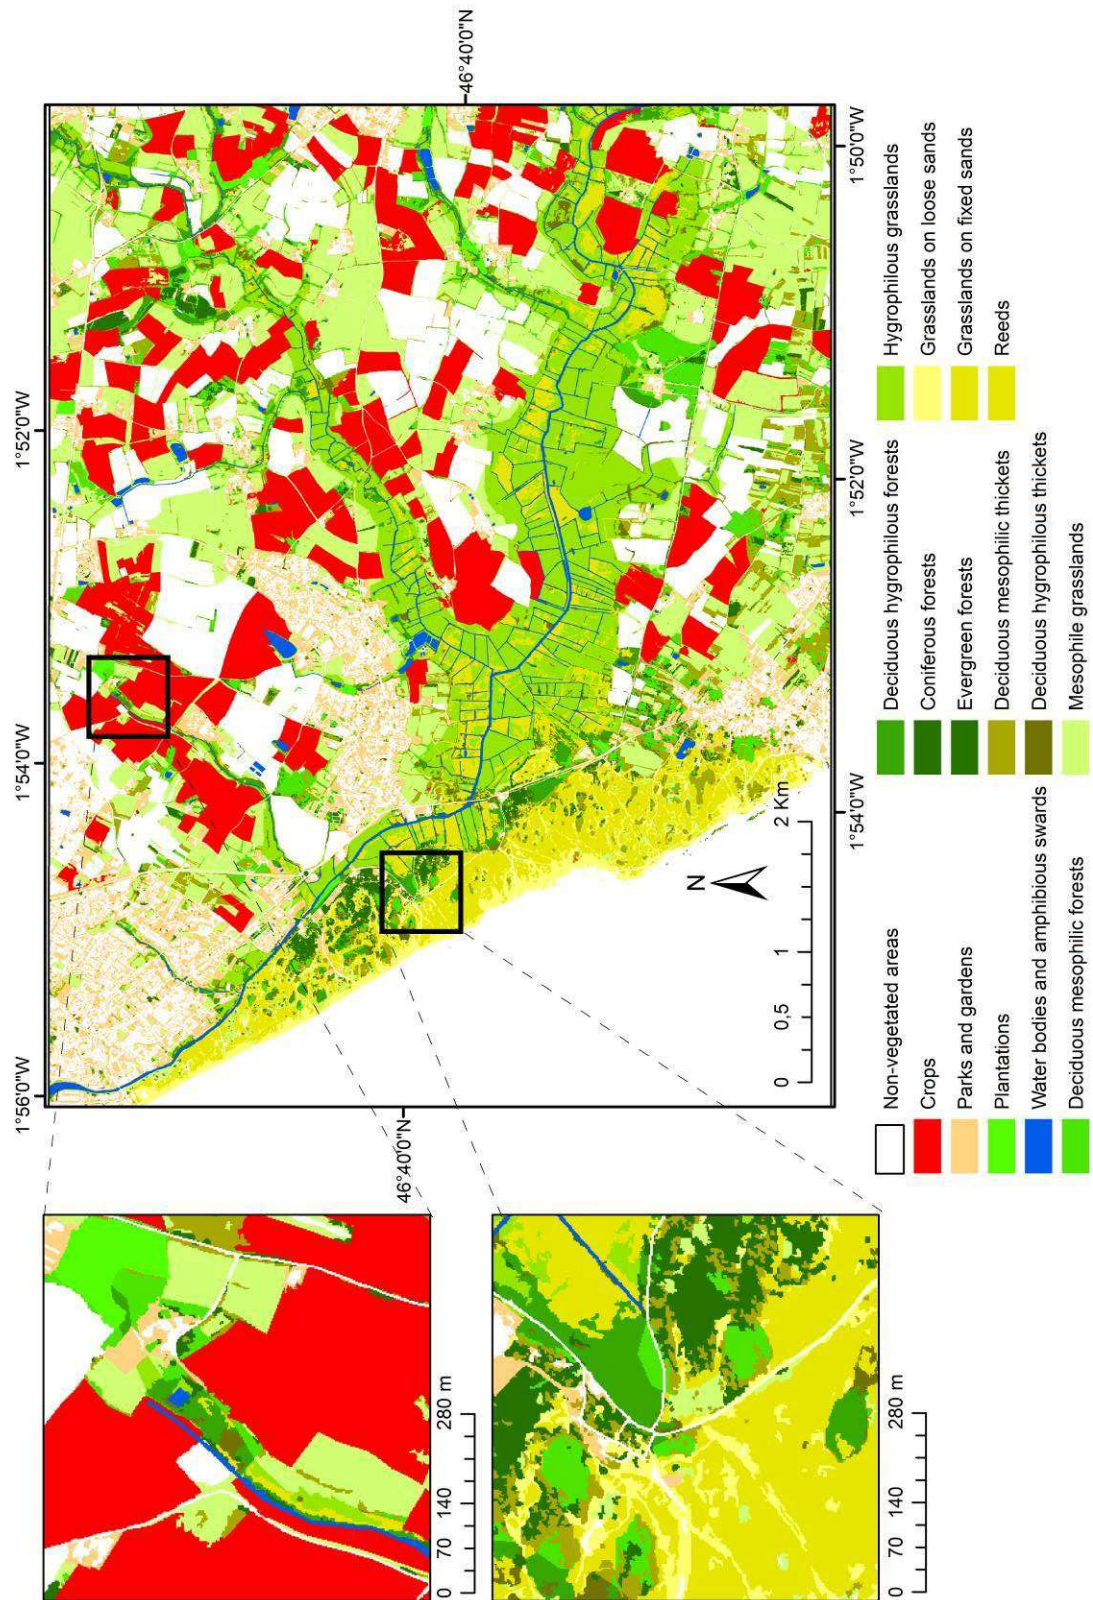 1°56'0"W
1°54'0"W
1°52'0"W
46°40'0"N
46°40'0"N
1°54'0"W
1°52'0"W
1°50'0"W
N
0 0,5 1 2 Km
0 70 140 280 m
0 70 140 280 m
Non-vegetated areas
Crops
Parks and gardens
Plantations
Water bodies and amphibious swards
Deciduous mesophilic forests
Deciduous hygrophilous forests
Coniferous forests
Evergreen forests
Deciduous mesophilic thickets
Deciduous hygrophilous thickets
Mesophile grasslands
Hygrophilous grasslands
Grasslands on loose sands
Grasslands on fixed sands
Reeds